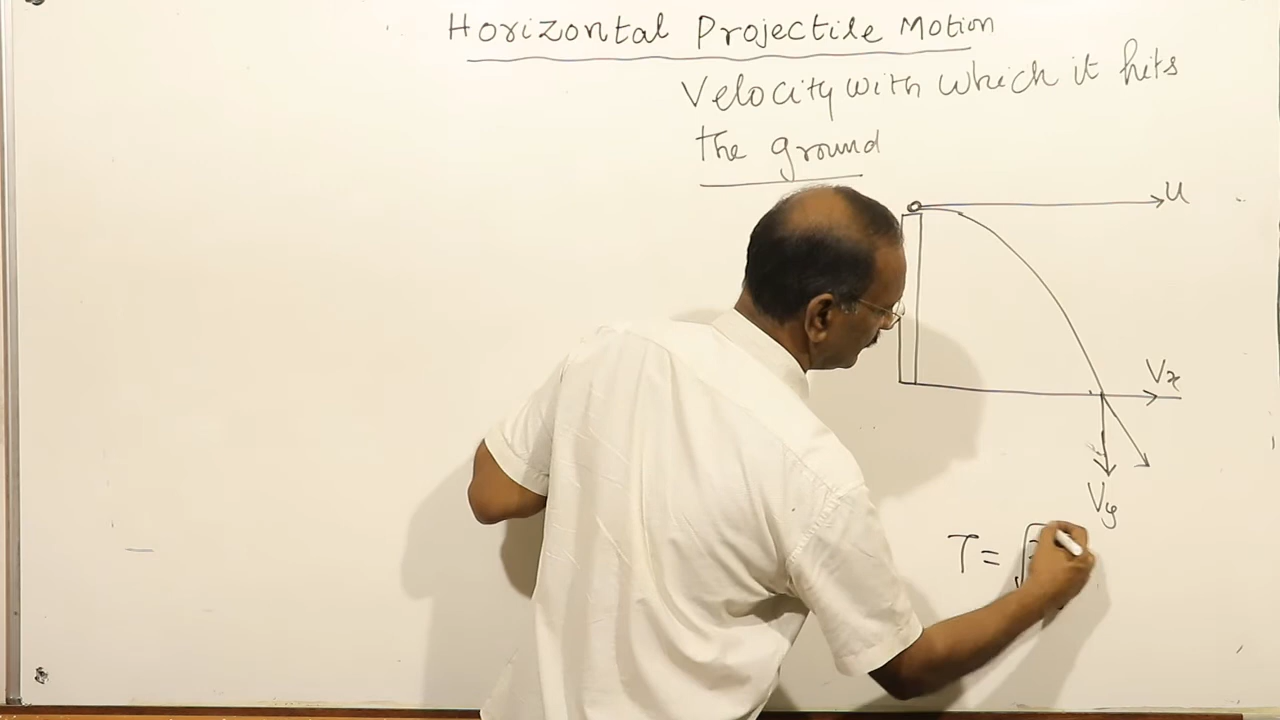 Horizontal Projectile Motion
Velocity with which it hits
the ground
u
Vx
Vy
T = √